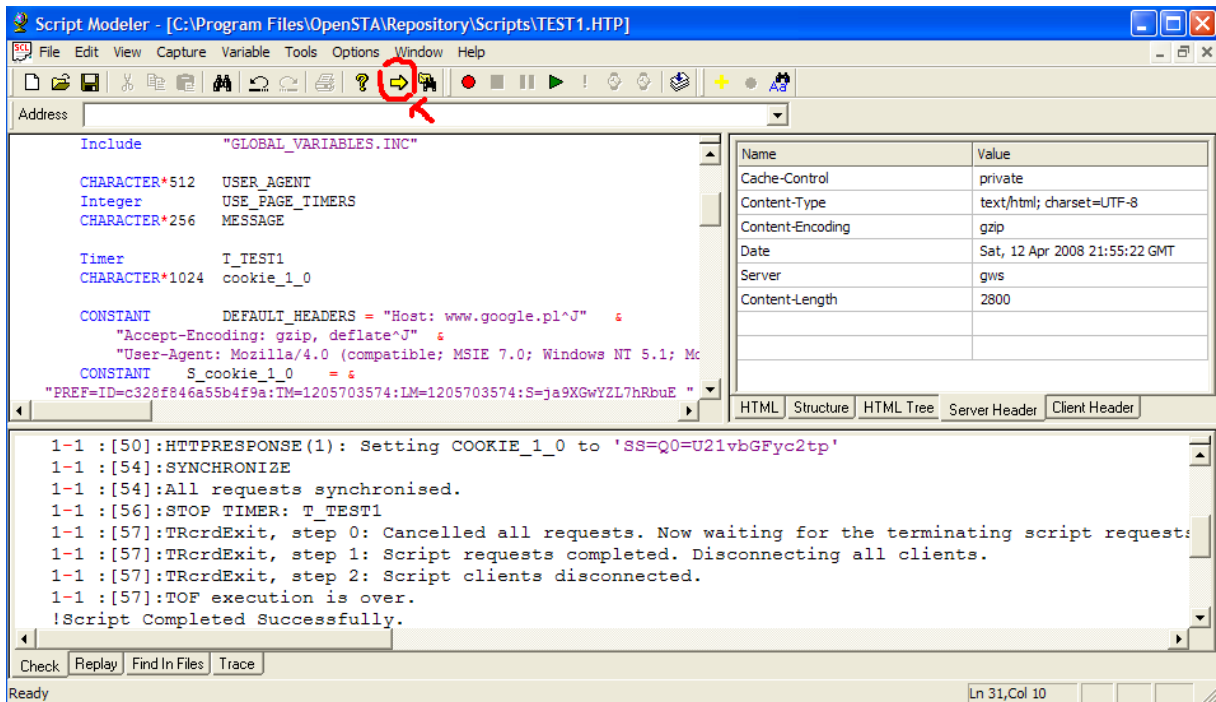 Script Modeler - [C:\Program Files\OpenSTA\Repository\Scripts\TEST1.HTP]
SCL File Edit View Capture Variable Tools Options Window Help
Address
Include "GLOBAL_VARIABLES.INC"
CHARACTER*512 USER_AGENT
Integer USE_PAGE_TIMERS
CHARACTER*256 MESSAGE
Timer T_TEST1
CHARACTER*1024 cookie_1_0
CONSTANT DEFAULT_HEADERS = "Host: www.google.pl^J" &
"Accept-Encoding: gzip, deflate^J" &
"User-Agent: Mozilla/4.0 (compatible; MSIE 7.0; Windows NT 5.1; Mo
CONSTANT S_cookie_1_0 = &
"PREF=ID=c328f846a55b4f9a:TM=1205703574:LM=1205703574:S=ja9XGwYZL7hRbuE "
Name Value
Cache-Control private
Content-Type text/html; charset=UTF-8
Content-Encoding gzip
Date Sat, 12 Apr 2008 21:55:22 GMT
Server gws
Content-Length 2800
HTML Structure HTML Tree Server Header Client Header
1-1 :[50]:HTTPRESPONSE(1): Setting COOKIE_1_0 to 'SS=Q0=U21vbGFyc2tp'
1-1 :[54]:SYNCHRONIZE
1-1 :[54]:All requests synchronised.
1-1 :[56]:STOP TIMER: T_TEST1
1-1 :[57]:TRcrdExit, step 0: Cancelled all requests. Now waiting for the terminating script requests
1-1 :[57]:TRcrdExit, step 1: Script requests completed. Disconnecting all clients.
1-1 :[57]:TRcrdExit, step 2: Script clients disconnected.
1-1 :[57]:TOF execution is over.
!Script Completed Successfully.
Check Replay Find In Files Trace
Ready Ln 31,Col 10